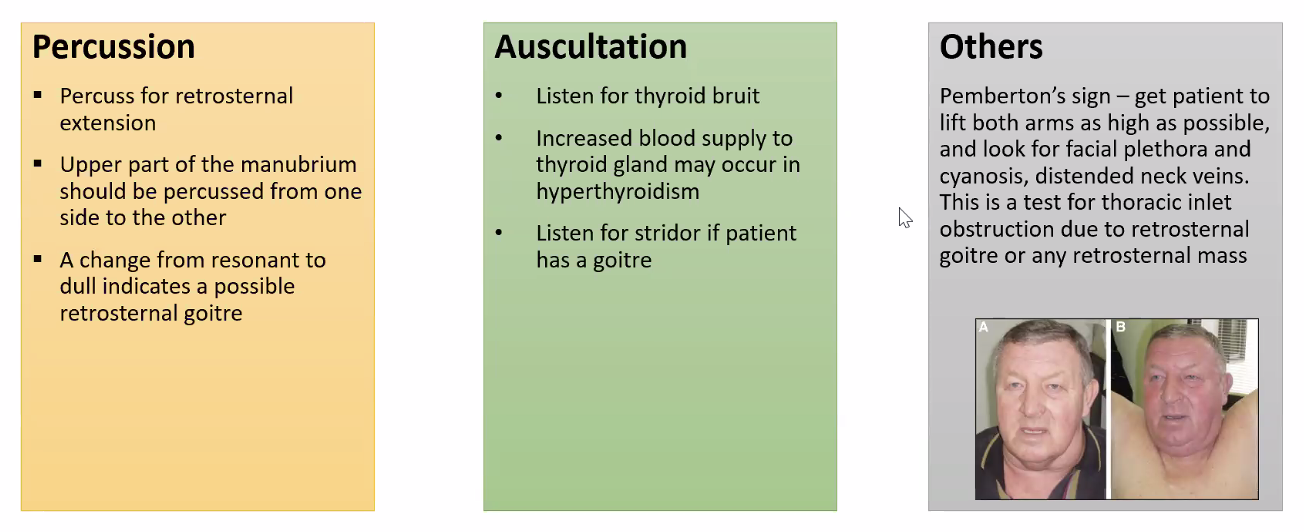 Percussion
▪ Percuss for retrosternal
extension
▪ Upper part of the manubrium
should be percussed from one
side to the other
▪ A change from resonant to
dull indicates a possible
retrosternal goitre
Auscultation
• Listen for thyroid bruit
• Increased blood supply to
thyroid gland may occur in
hyperthyroidism
• Listen for stridor if patient
has a goitre
Others
Pemberton’s sign – get patient to
lift both arms as high as possible,
and look for facial plethora and
cyanosis, distended neck veins.
This is a test for thoracic inlet
obstruction due to retrosternal
goitre or any retrosternal mass
A
B